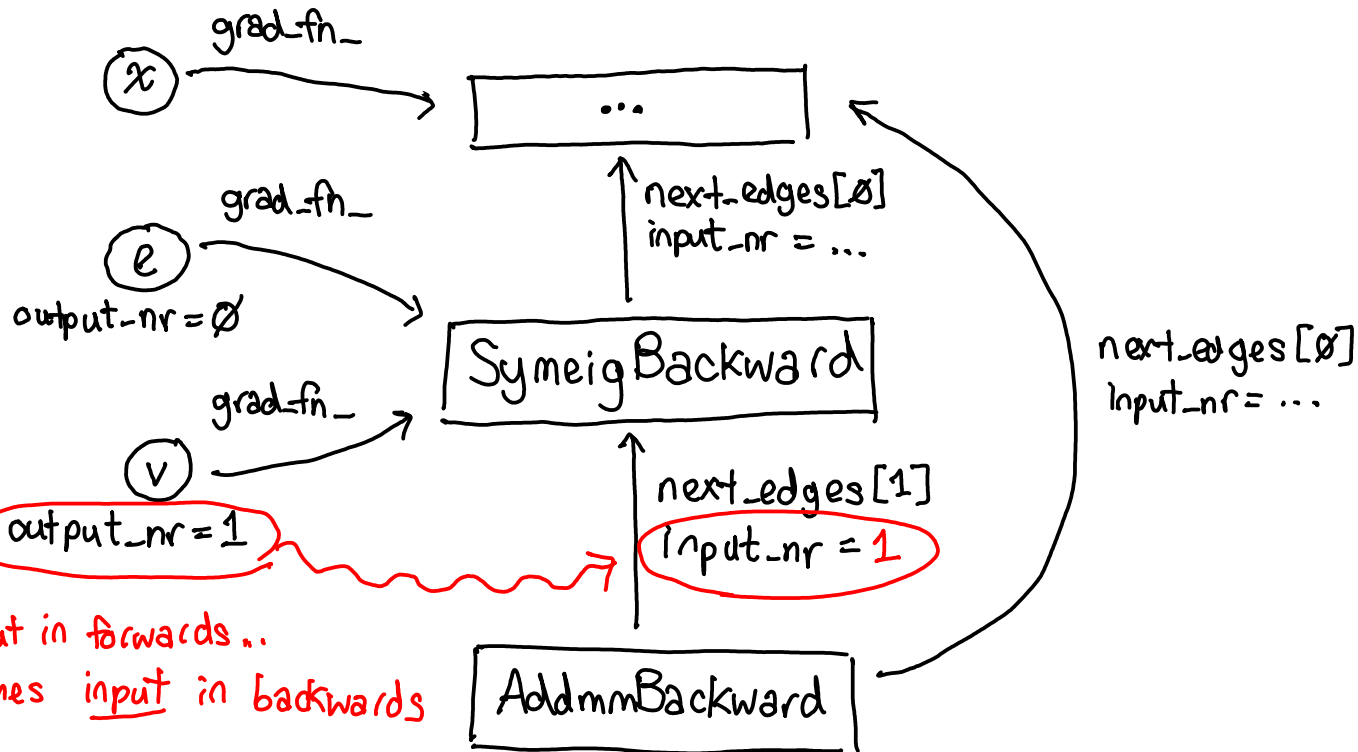 grad_fn_
x
...
next_edges[0]
input_nr = ...
grad_fn_
e
output_nr = 0
SymeigBackward
next_edges[0]
input_nr = ...
grad_fn_
v
output_nr = 1
next_edges[1]
input_nr = 1
in forwards...
input in backwards
AddmmBackward